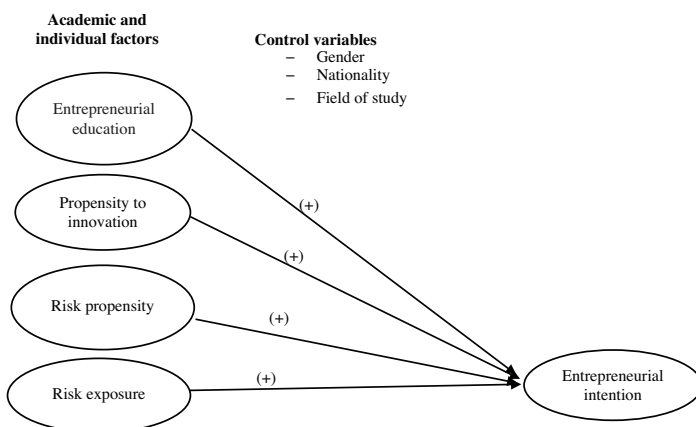 Academic and
individual factors
Control variables
– Gender
– Nationality
– Field of study
Entrepreneurial
education
(+)
Propensity to
innovation
(+)
Risk propensity
(+)
Risk exposure
(+)
Entrepreneurial
intention